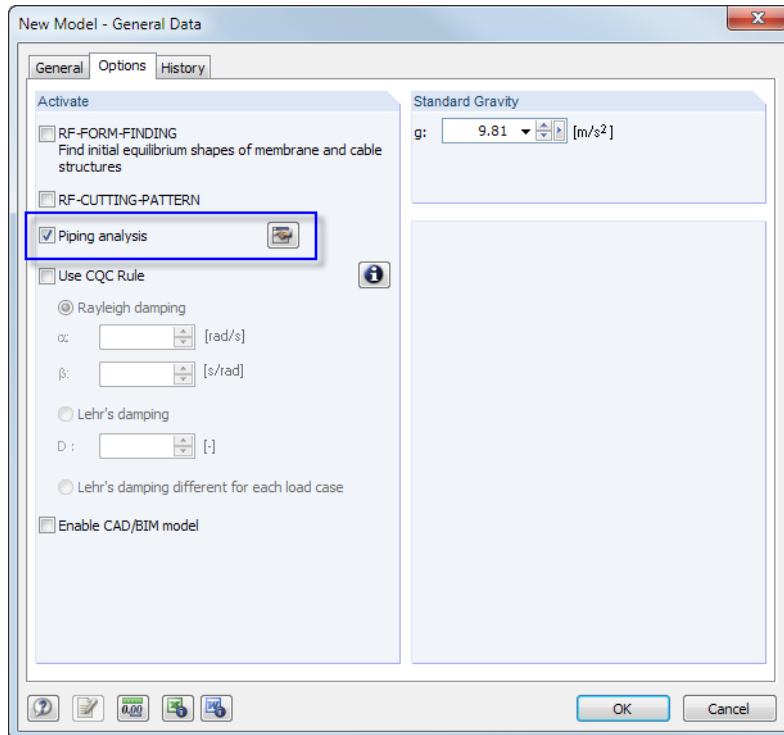 New Model - General Data
General Options History
Activate
RF-FORM-FINDING
Find initial equilibrium shapes of membrane and cable
structures
RF-CUTTING-PATTERN
Piping analysis
Use CQC Rule
Rayleigh damping
α: [rad/s]
β: [s/rad]
Lehr's damping
D : [-]
Lehr's damping different for each load case
Enable CAD/BIM model
Standard Gravity
g: 9.81 [m/s²]
0.00
OK Cancel